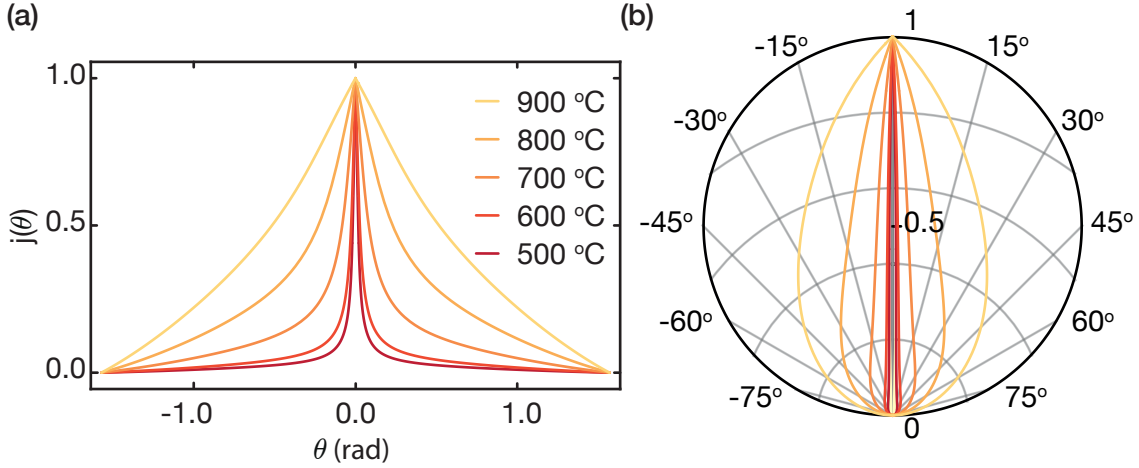 (a)
1.0
0.5
0.0
j(θ)
-1.0
0.0
1.0
θ (rad)
900 ºC
800 ºC
700 ºC
600 ºC
500 ºC
(b)
1
-15º
15º
-30º
30º
-45º
0.5
45º
-60º
60º
-75º
75º
0